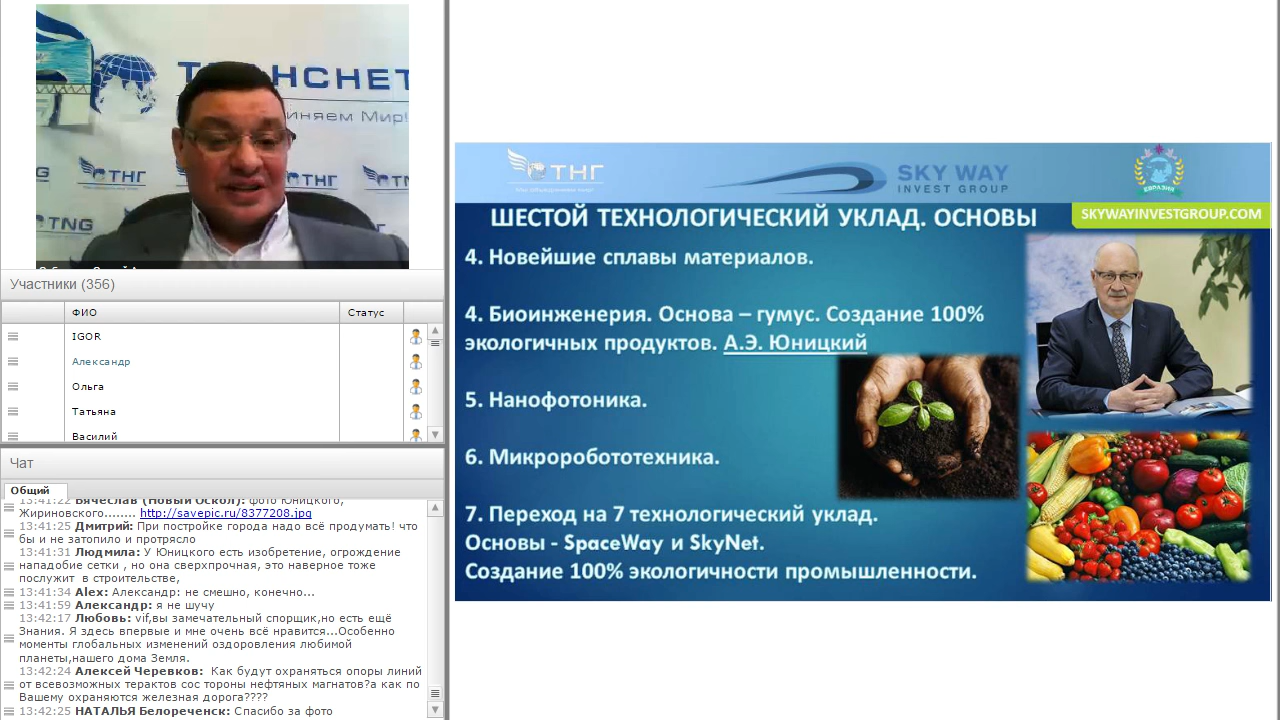 ТРАНСНЕТ
иняем Мир!
ТНГ
TNG
TNG
Участники (356)
ФИО
Статус
IGOR
Александр
Ольга
Татьяна
Василий
Чат
Общий
13:41:22 Вячеслав (Новый Оскол): фото Юницкого,
Жириновского........ http://savepic.ru/8377208.jpg
13:41:25 Дмитрий: При постройке города надо всё продумать! что
бы и не затопило и протрясло
13:41:31 Людмила: У Юницкого есть изобретение, огрождение
нападобие сетки , но она сверхпрочная, это наверное тоже
послужит в строительстве,
13:41:34 Alex: Александр: не смешно, конечно...
13:41:59 Александр: я не шучу
13:42:17 Любовь: vif,вы замечательный спорщик,но есть ещё
Знания. Я здесь впервые и мне очень всё нравится...Особенно
моменты глобальных изменений оздоровления любимой
планеты,нашего дома Земля.
13:42:24 Алексей Черевков: Как будут охраняться опоры линий
от всевозможных терактов сос тороны нефтяных магнатов?а как по
Вашему охраняются железная дорога????
13:42:25 НАТАЛЬЯ Белореченск: Спасибо за фото
ТНГ
SKY WAY
INVEST GROUP
ЕВРАЗИЯ
SKYWAYINVESTGROUP.COM
ШЕСТОЙ ТЕХНОЛОГИЧЕСКИЙ УКЛАД. ОСНОВЫ
4. Новейшие сплавы материалов.
4. Биоинженерия. Основа – гумус. Создание 100%
экологичных продуктов. А.Э. Юницкий
5. Нанофотоника.
6. Микроробототехника.
7. Переход на 7 технологический уклад.
Основы - SpaceWay и SkyNet.
Создание 100% экологичности промышленности.